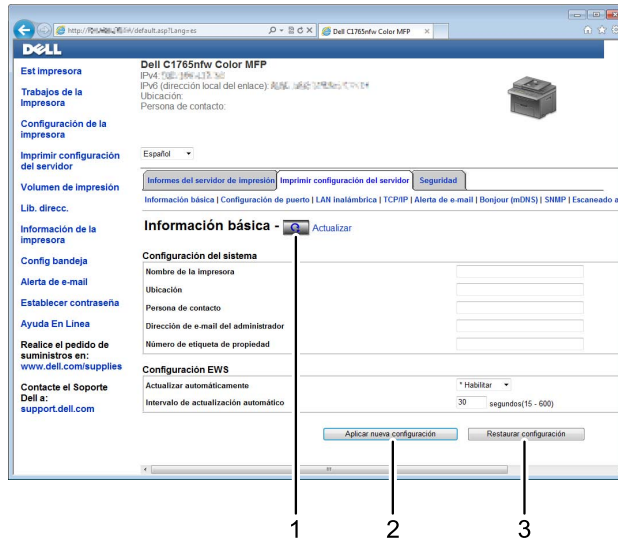 http:// /default.asp?Lang=es
Dell C1765nfw Color MFP
DELL
Dell C1765nfw Color MFP
IPv4:
IPv6 (dirección local del enlace):
Ubicación:
Persona de contacto:
Est impresora
Trabajos de la
Impresora
Configuración de la
impresora
Imprimir configuración
del servidor
Volumen de impresión
Lib. direcc.
Información de la
impresora
Config bandeja
Alerta de e-mail
Establecer contraseña
Ayuda En Línea
Realice el pedido de
suministros en:
www.dell.com/supplies
Contacte el Soporte
Dell a:
support.dell.com
Español
Informes del servidor de impresión Imprimir configuración del servidor Seguridad
Información básica | Configuración de puerto | LAN inalámbrica | TCP/IP | Alerta de e-mail | Bonjour (mDNS) | SNMP | Escaneado a
Información básica - Actualizar
Configuración del sistema
Nombre de la impresora
Ubicación
Persona de contacto
Dirección de e-mail del administrador
Número de etiqueta de propiedad
Configuración EWS
Actualizar automáticamente * Habilitar
Intervalo de actualización automático 30 segundos(15 - 600)
Aplicar nueva configuración Restaurar configuración
1 2 3